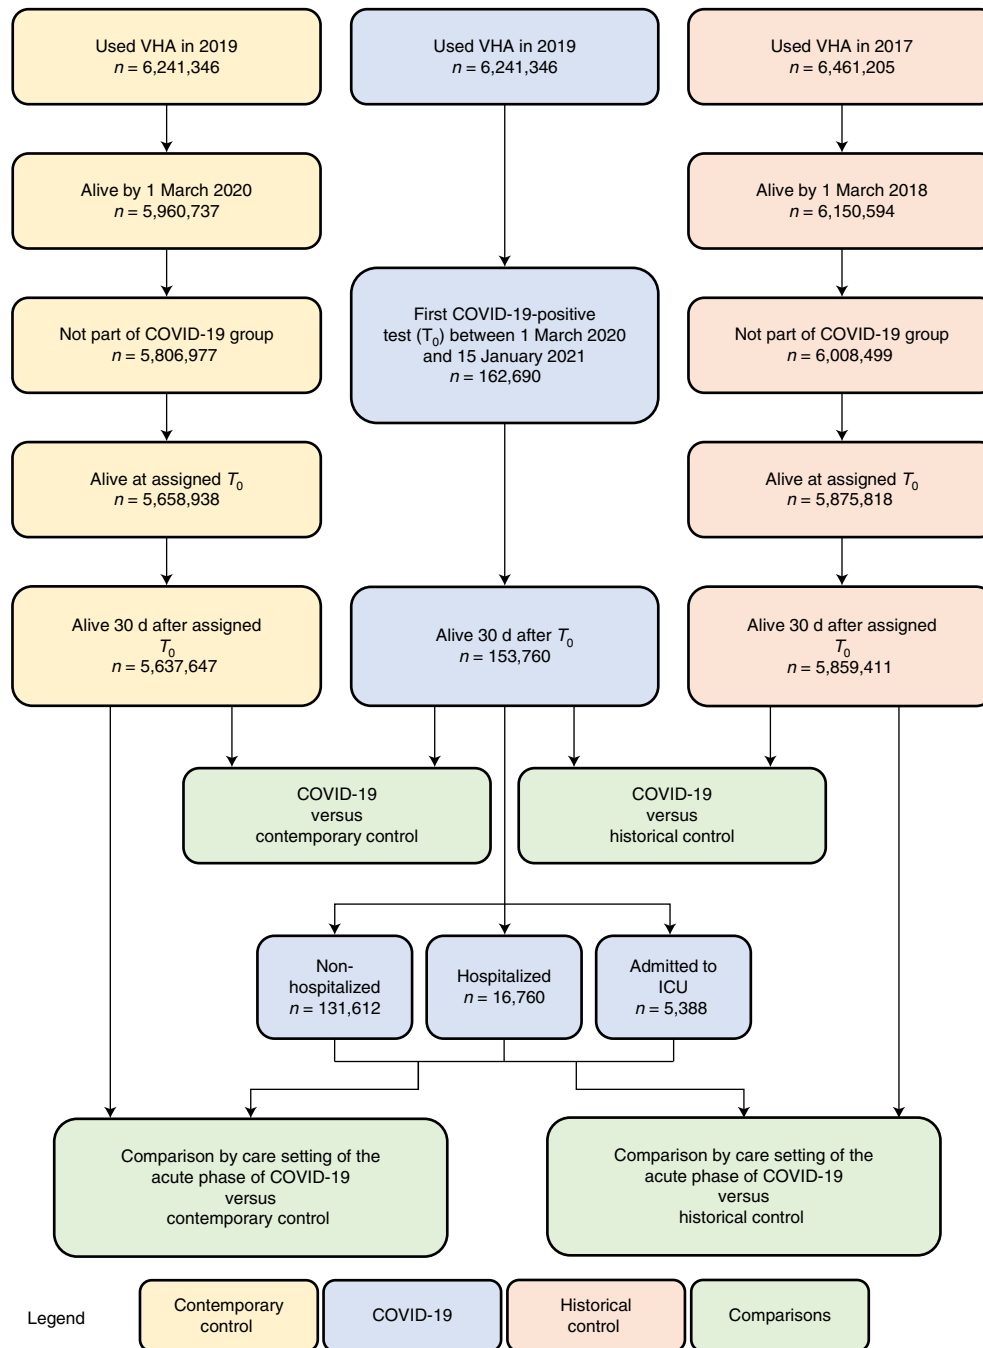 Used VHA in 2019
n = 6,241,346
Used VHA in 2019
n = 6,241,346
Used VHA in 2017
n = 6,461,205
Alive by 1 March 2020
n = 5,960,737
Alive by 1 March 2018
n = 6,150,594
Not part of COVID-19 group
n = 5,806,977
First COVID-19-positive
test (T0) between 1 March 2020
and 15 January 2021
n = 162,690
Not part of COVID-19 group
n = 6,008,499
Alive at assigned T0
n = 5,658,938
Alive at assigned T0
n = 5,875,818
Alive 30 d after assigned
T0
n = 5,637,647
Alive 30 d after T0
n = 153,760
Alive 30 d after assigned
T0
n = 5,859,411
COVID-19
versus
contemporary control
COVID-19
versus
historical control
Non-
hospitalized
n = 131,612
Hospitalized
n = 16,760
Admitted to
ICU
n = 5,388
Comparison by care setting of the
acute phase of COVID-19
versus
contemporary control
Comparison by care setting of the
acute phase of COVID-19
versus
historical control
Legend
Contemporary
control
COVID-19
Historical
control
Comparisons